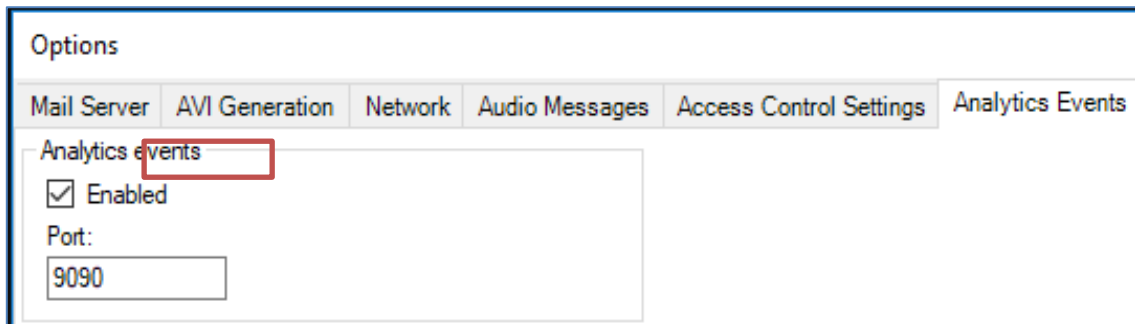 Options
Mail Server AVI Generation Network Audio Messages Access Control Settings Analytics Events
Analytics events
Enabled
Port:
9090